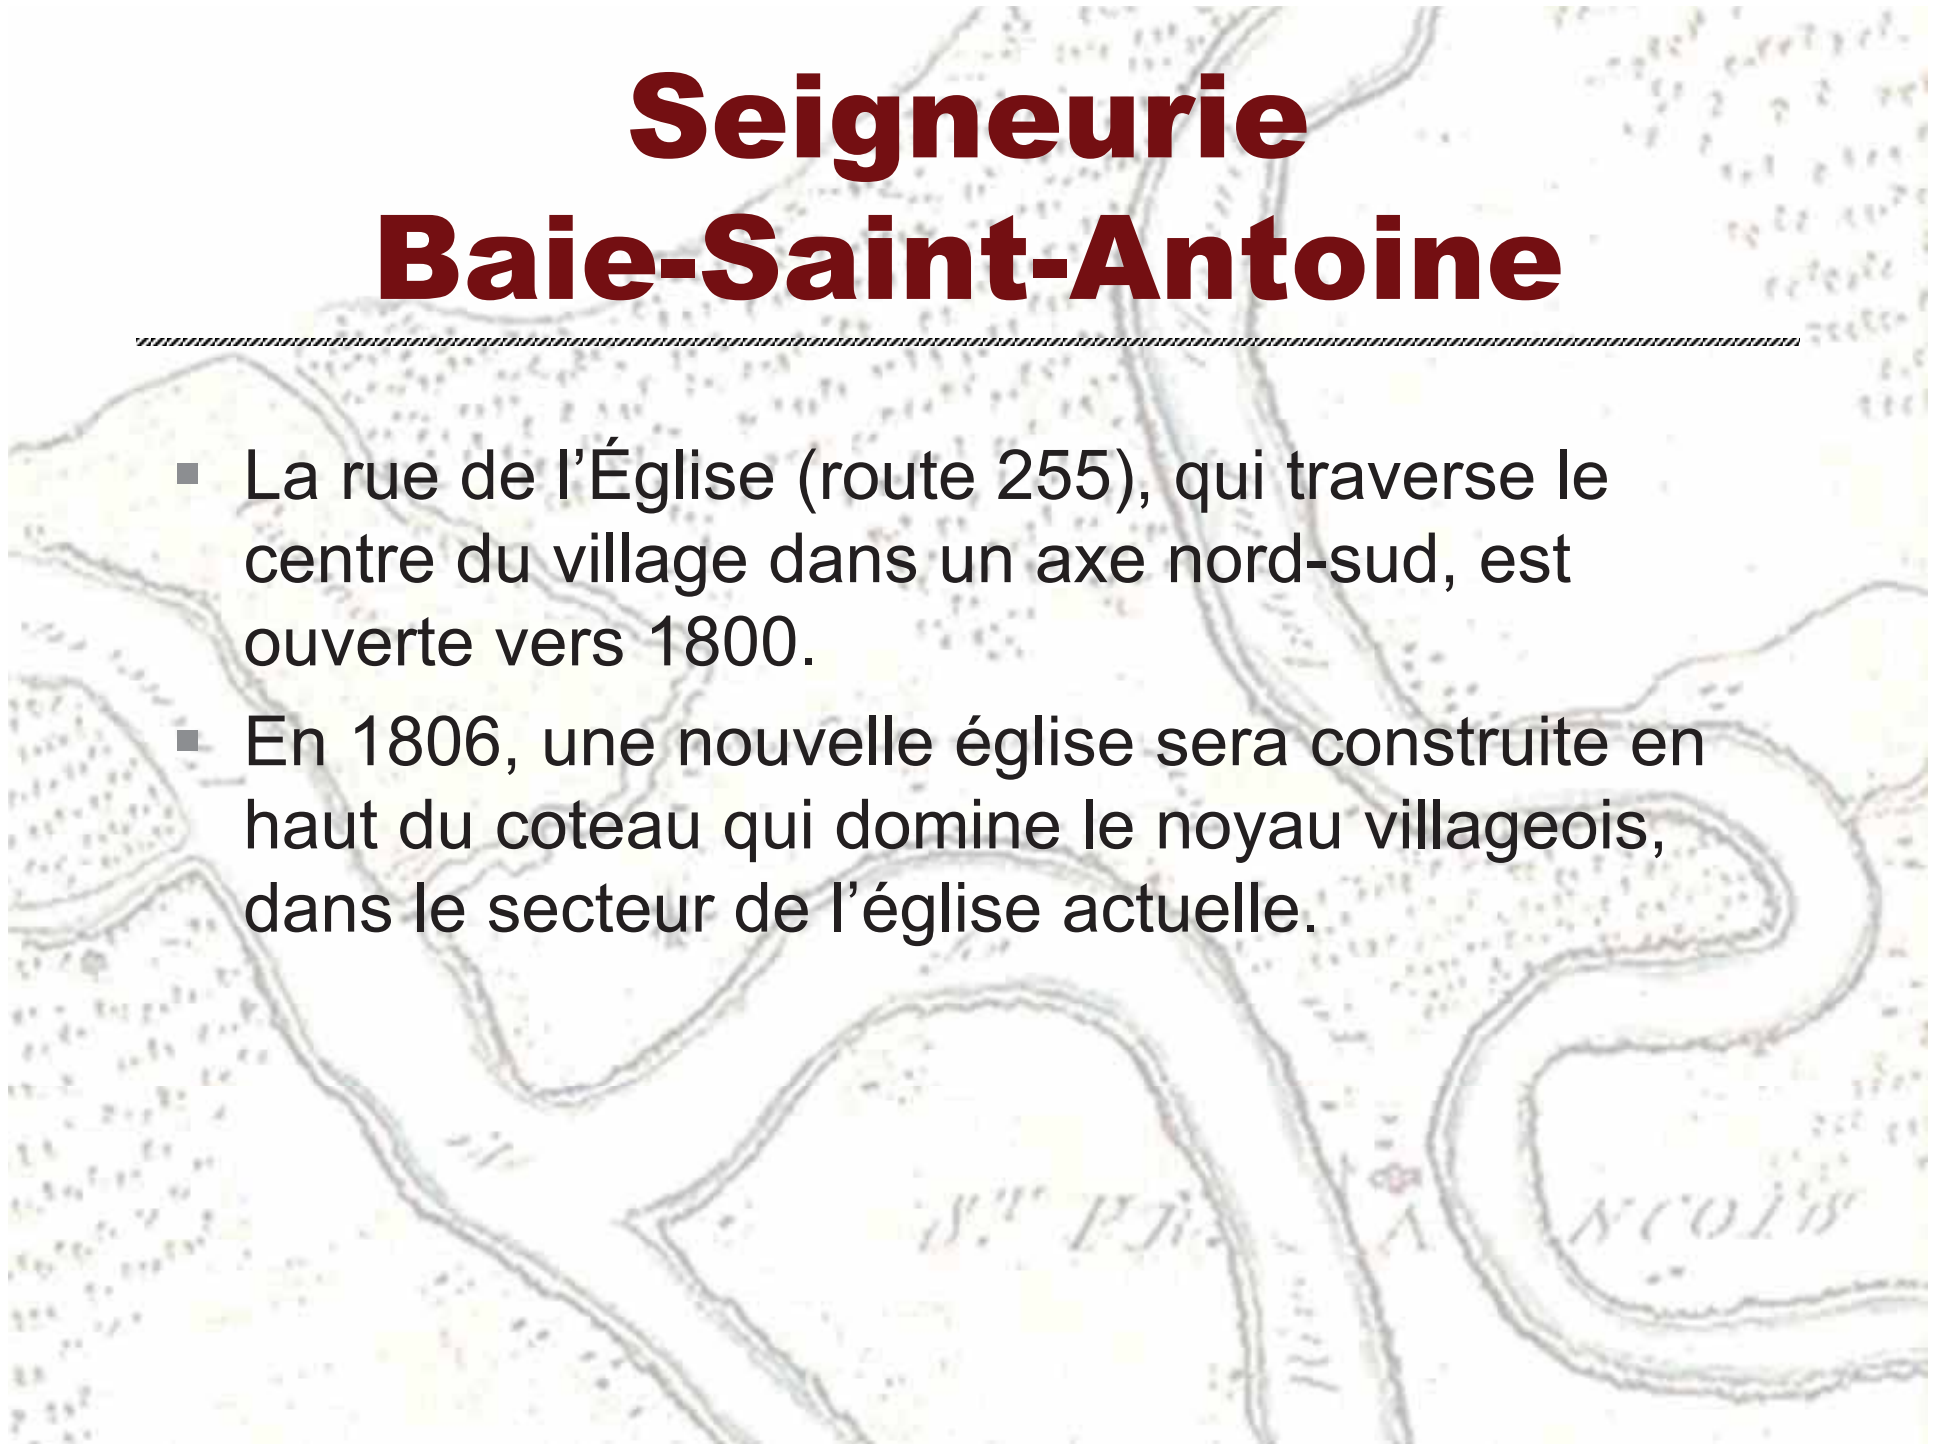 Seigneurie
Baie-Saint-Antoine
La rue de l’Église (route 255), qui traverse le
centre du village dans un axe nord-sud, est
ouverte vers 1800.
En 1806, une nouvelle église sera construite en
haut du coteau qui domine le noyau villageois,
dans le secteur de l’église actuelle.